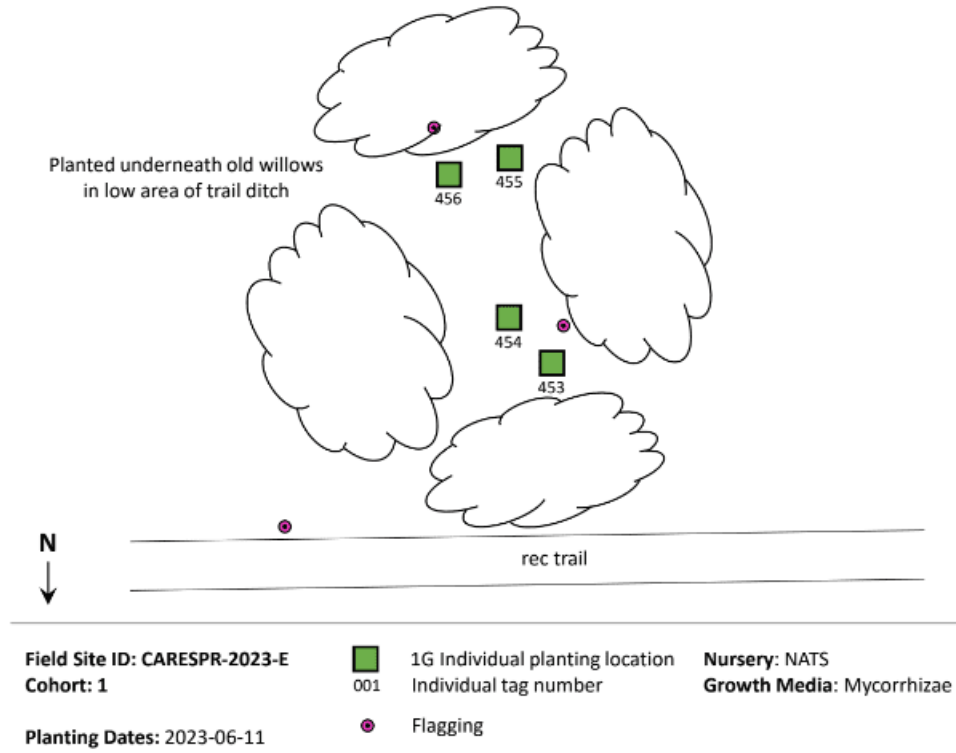 Planted underneath old willows
in low area of trail ditch
455
456
454
453
N
rec trail
Field Site ID: CARESPR-2023-E
Cohort: 1
Planting Dates: 2023-06-11
1G Individual planting location
001 Individual tag number
Flagging
Nursery: NATS
Growth Media: Mycorrhizae